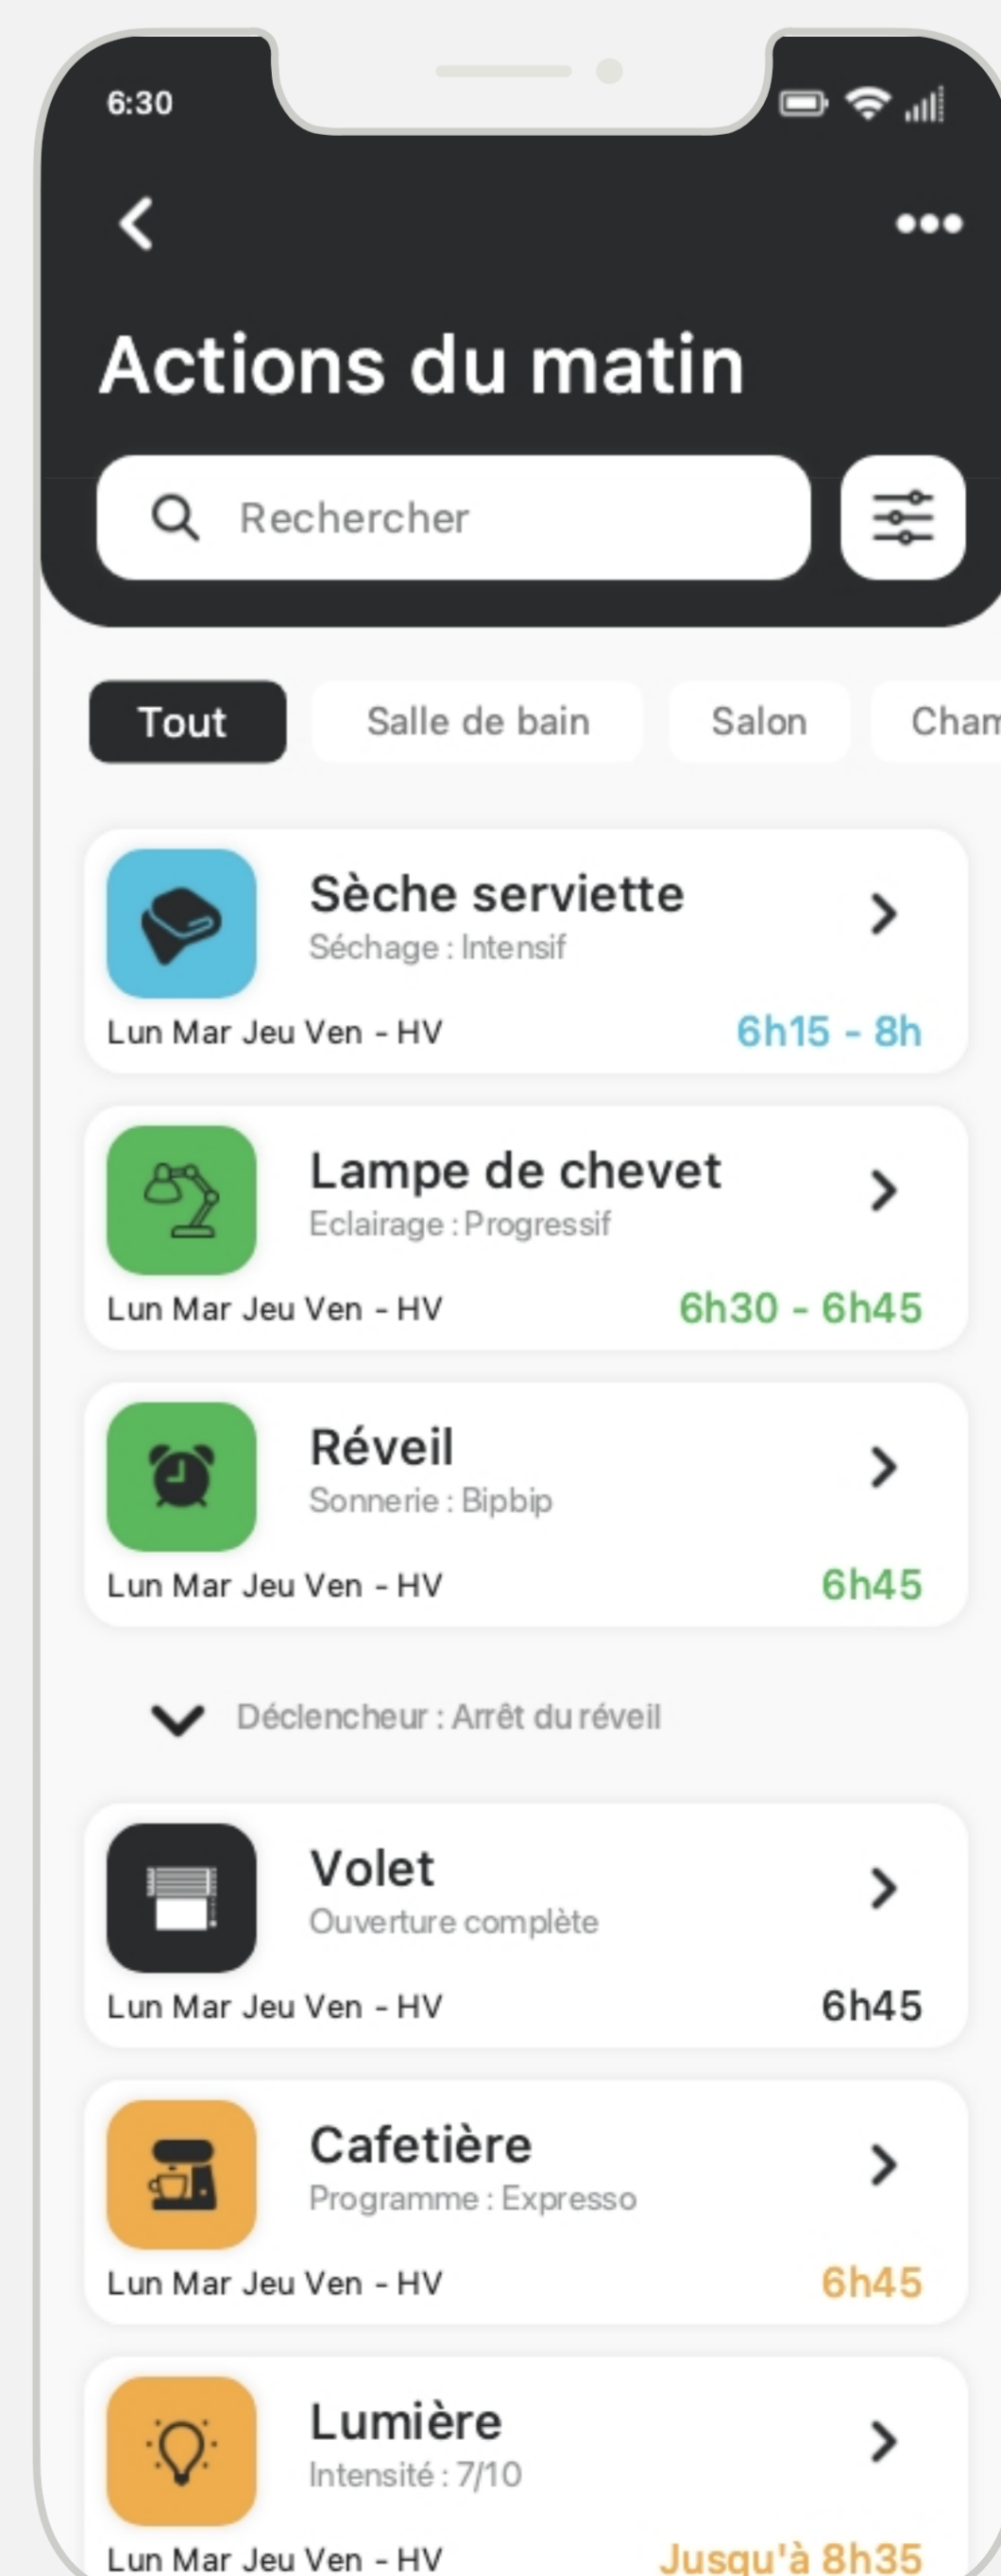 6:30
Actions du matin
Rechercher
Tout Salle de bain Salon Cham
Sèche serviette
Séchage : Intensif
Lun Mar Jeu Ven - HV 6h15 - 8h
Lampe de chevet
Eclairage : Progressif
Lun Mar Jeu Ven - HV 6h30 - 6h45
Réveil
Sonnerie : Bipbip
Lun Mar Jeu Ven - HV 6h45
Déclencheur : Arrêt du réveil
Volet
Ouverture complète
Lun Mar Jeu Ven - HV 6h45
Cafetière
Programme : Expresso
Lun Mar Jeu Ven - HV 6h45
Lumière
Intensité : 7/10
Lun Mar Jeu Ven - HV Jusqu'à 8h35